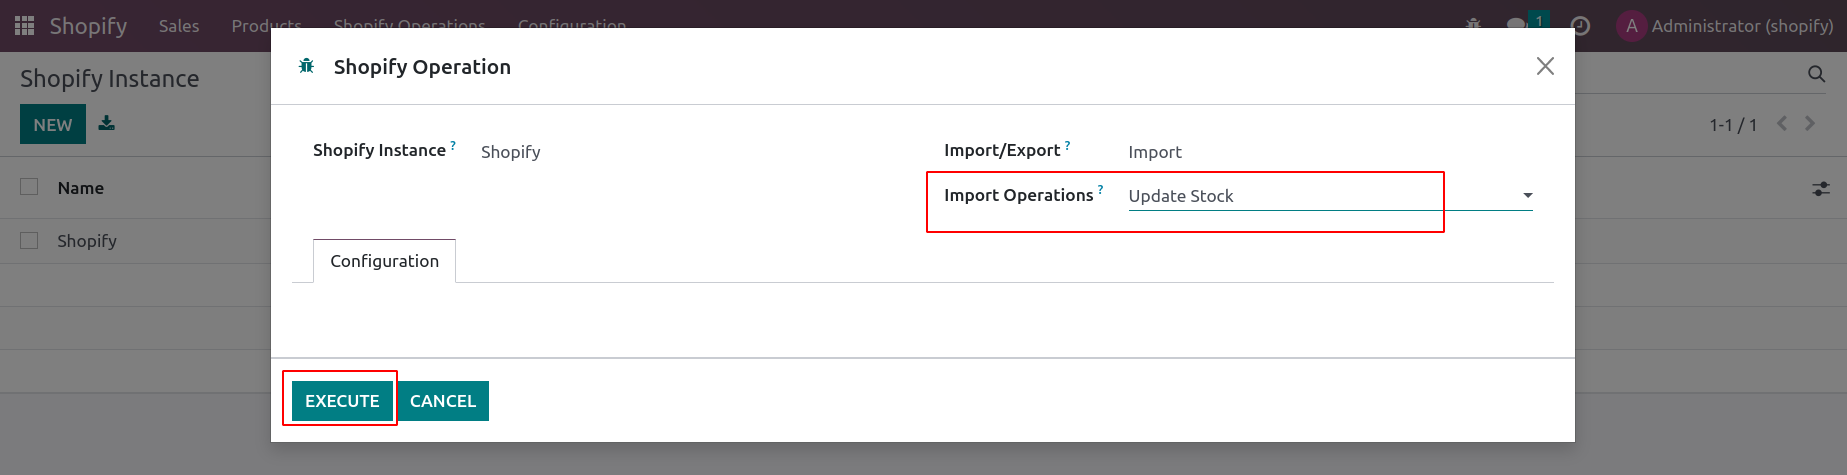 Shopify Sales Products Shopify Operations Configuration 1 A Administrator (shopify)
Shopify Instance
NEW
1-1 / 1
Name
Shopify
Shopify Operation
Shopify Instance ? Shopify
Import/Export ? Import
Import Operations ? Update Stock
Configuration
EXECUTE CANCEL